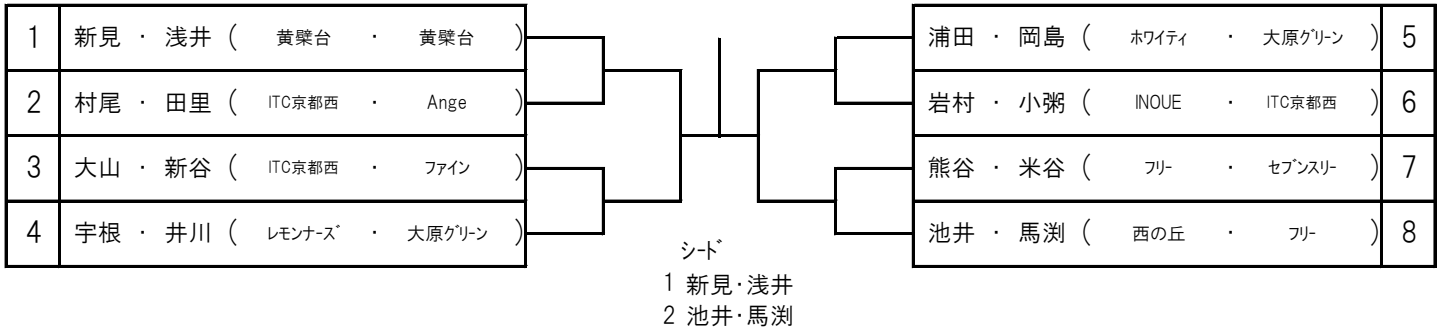 1 新見 ・ 浅井 ( 黄檗台 ・ 黄檗台 )
2 村尾 ・ 田里 ( ITC京都西 ・ Ange )
3 大山 ・ 新谷 ( ITC京都西 ・ ファイン )
4 宇根 ・ 井川 ( レモンナーズ ・ 大原グリーン )
浦田 ・ 岡島 ( ホワイティ ・ 大原グリーン ) 5
岩村 ・ 小粥 ( INOUE ・ ITC京都西 ) 6
熊谷 ・ 米谷 ( フリー ・ セブンスリー ) 7
池井 ・ 馬渕 ( 西の丘 ・ フリー ) 8
シード
1 新見・浅井
2 池井・馬渕